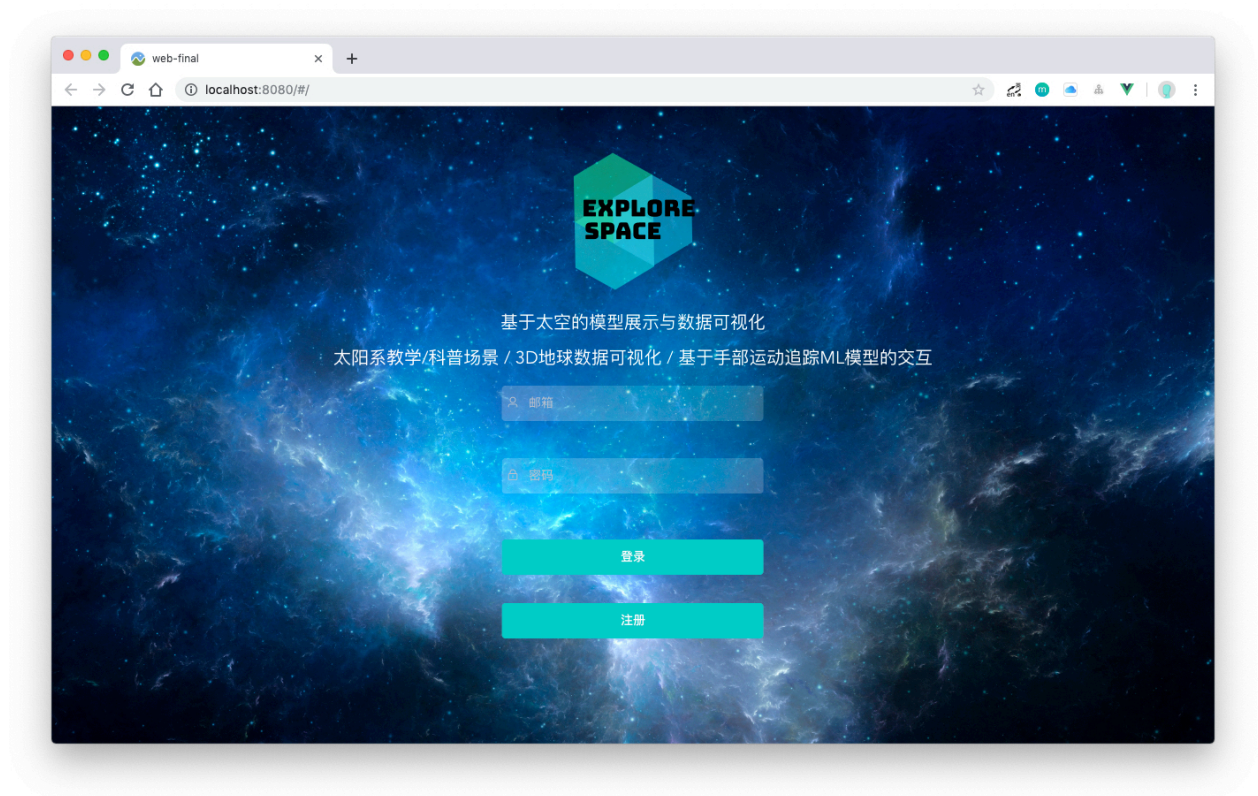 web-final
localhost:8080/#/
EXPLORE
SPACE
基于太空的模型展示与数据可视化
太阳系教学/科普场景 / 3D地球数据可视化 / 基于手部运动追踪ML模型的交互
邮箱
密码
登录
注册